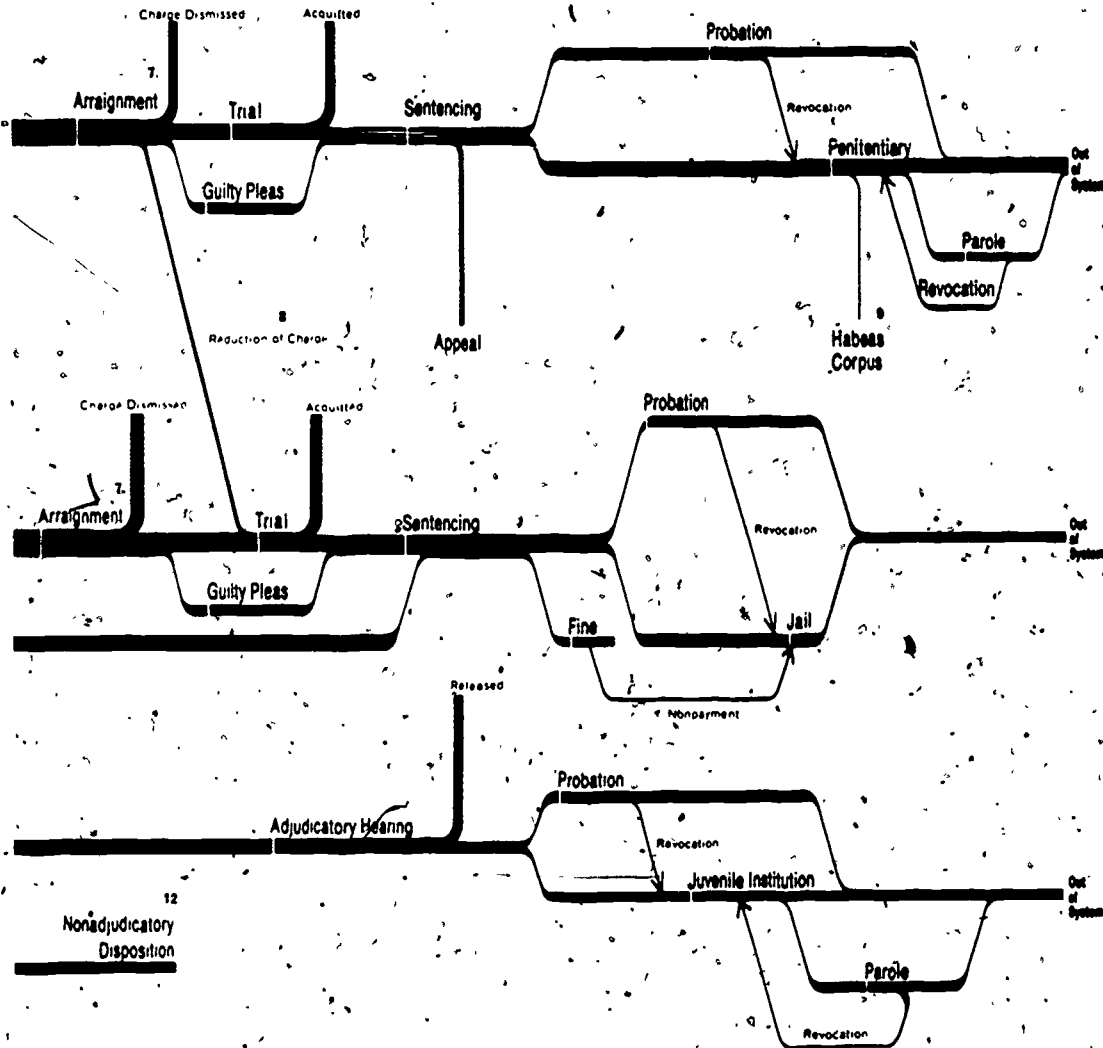 Charge Dismissed
Acquitted
7.
Arraignment
Trial
Sentencing
Guilty Pleas
Probation
Revocation
Penitentiary
Out
of
System
Parole
Revocation
Appeal
9
Habeas
Corpus
8
Reduction of Charge
Charge Dismissed
Acquitted
7.
Arraignment
Trial
Sentencing
Guilty Pleas
Probation
Revocation
Out
of
System
Fine
Jail
Nonpayment
Released
Adjudicatory Hearing
Probation
Revocation
Juvenile Institution
Out
of
System
Parole
Revocation
12
Nonadjudicatory
Disposition